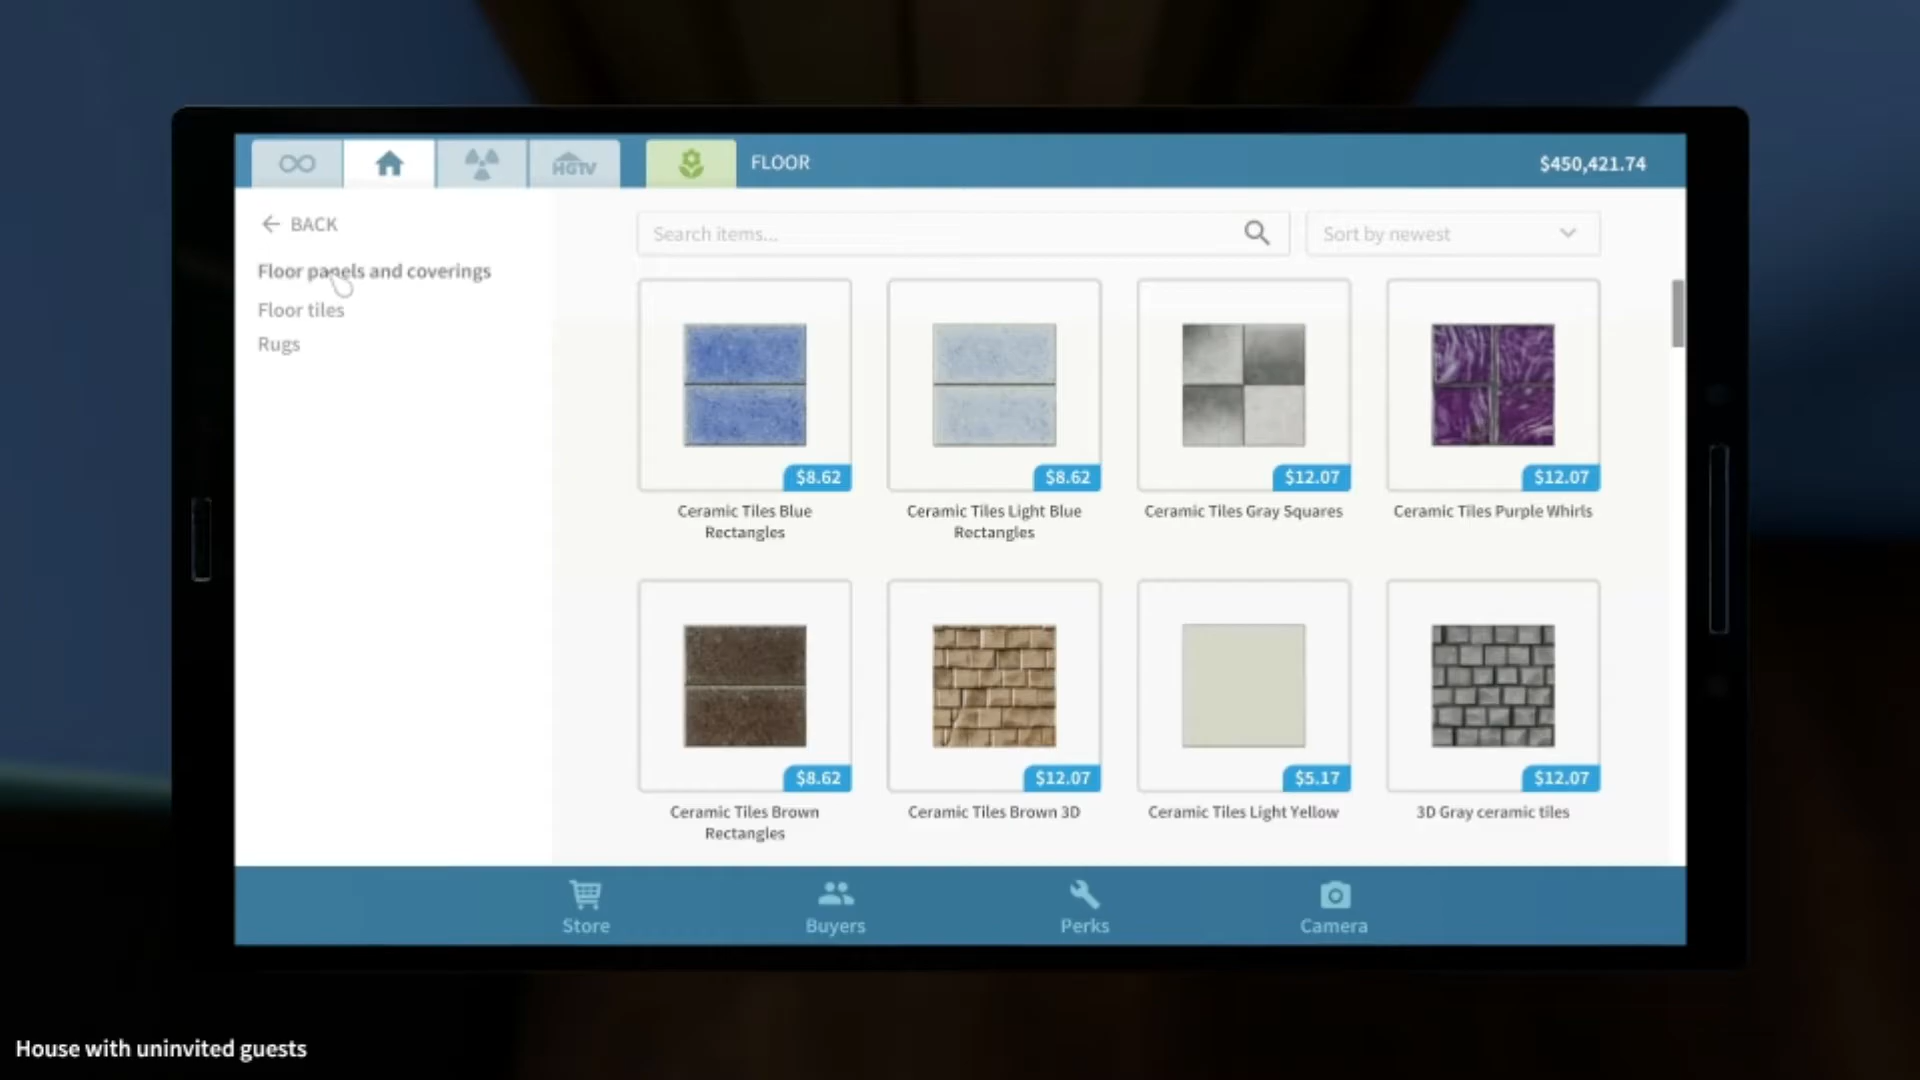 HGTV
FLOOR
$450,421.74
BACK
Floor panels and coverings
Floor tiles
Rugs
Search items...
Sort by newest
$8.62
$8.62
$12.07
$12.07
Ceramic Tiles Blue
Rectangles
Ceramic Tiles Light Blue
Rectangles
Ceramic Tiles Gray Squares
Ceramic Tiles Purple Whirls
$8.62
$12.07
$5.17
$12.07
Ceramic Tiles Brown
Rectangles
Ceramic Tiles Brown 3D
Ceramic Tiles Light Yellow
3D Gray ceramic tiles
Store
Buyers
Perks
Camera
House with uninvited guests